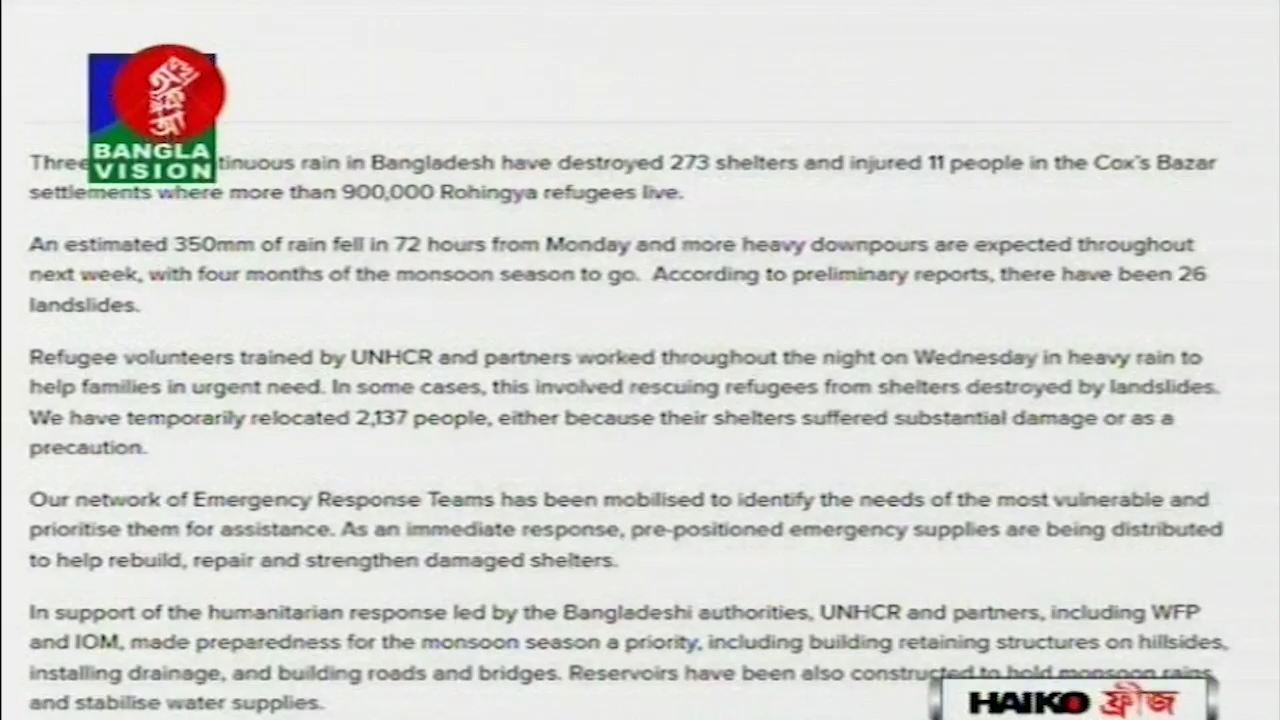 BANGLA
VISION
Three tinuous rain in Bangladesh have destroyed 273 shelters and injured 11 people in the Cox's Bazar
settlements where more than 900,000 Rohingya refugees live.
An estimated 350mm of rain fell in 72 hours from Monday and more heavy downpours are expected throughout
next week, with four months of the monsoon season to go. According to preliminary reports, there have been 26
landslides.
Refugee volunteers trained by UNHCR and partners worked throughout the night on Wednesday in heavy rain to
help families in urgent need. In some cases, this involved rescuing refugees from shelters destroyed by landslides.
We have temporarily relocated 2,137 people, either because their shelters suffered substantial damage or as a
precaution.
Our network of Emergency Response Teams has been mobilised to identify the needs of the most vulnerable and
prioritise them for assistance. As an immediate response, pre-positioned emergency supplies are being distributed
to help rebuild, repair and strengthen damaged shelters.
In support of the humanitarian response led by the Bangladeshi authorities, UNHCR and partners, including WFP
and IOM, made preparedness for the monsoon season a priority, including building retaining structures on hillsides,
installing drainage, and building roads and bridges. Reservoirs have been also constructed to hold monsoon rains
and stabilise water supplies.
HAIKO ফ্রীজ